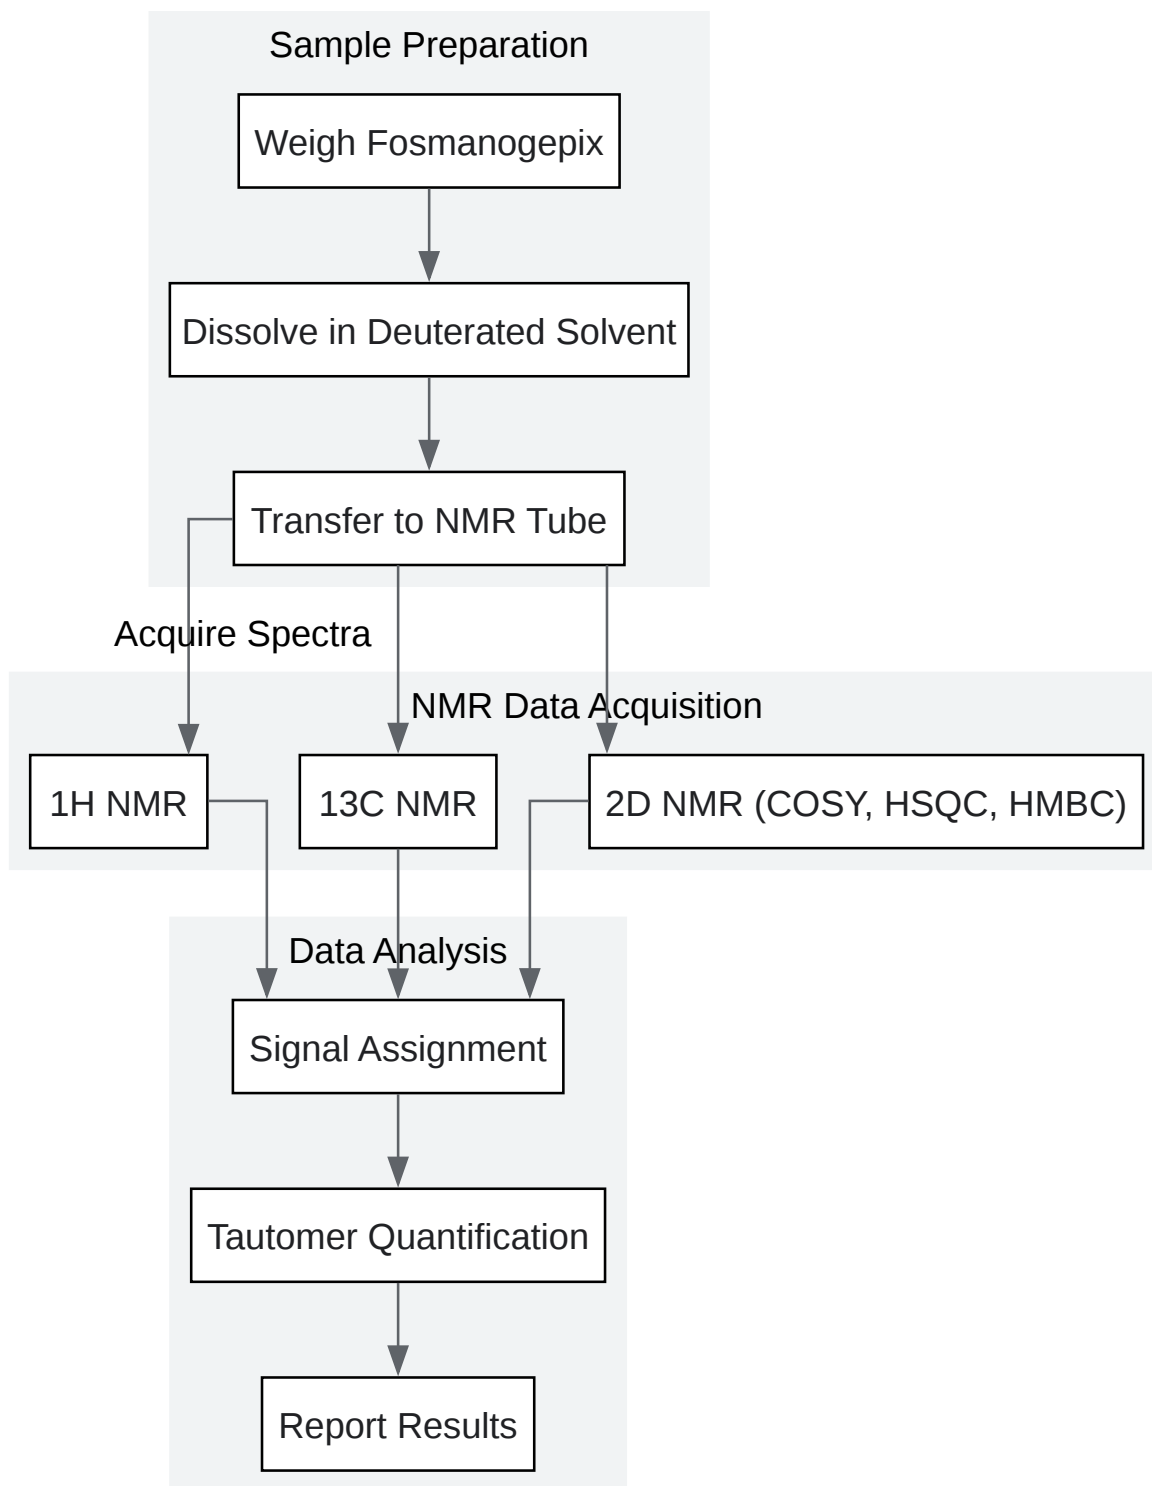 Sample Preparation
Weigh Fosmanogepix
Dissolve in Deuterated Solvent
Transfer to NMR Tube
Acquire Spectra
NMR Data Acquisition
1H NMR
13C NMR
2D NMR (COSY, HSQC, HMBC)
Data Analysis
Signal Assignment
Tautomer Quantification
Report Results